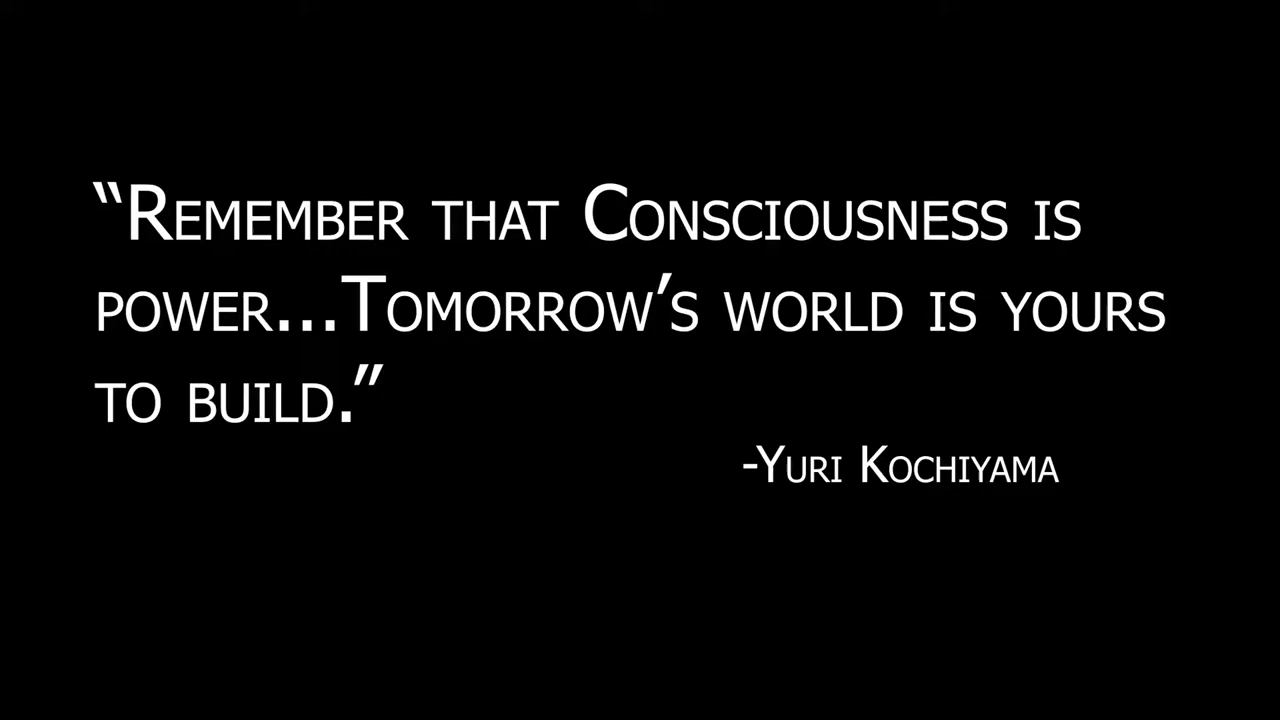 “Remember that Consciousness is
power...Tomorrow’s world is yours
to build.”
-Yuri Kochiyama